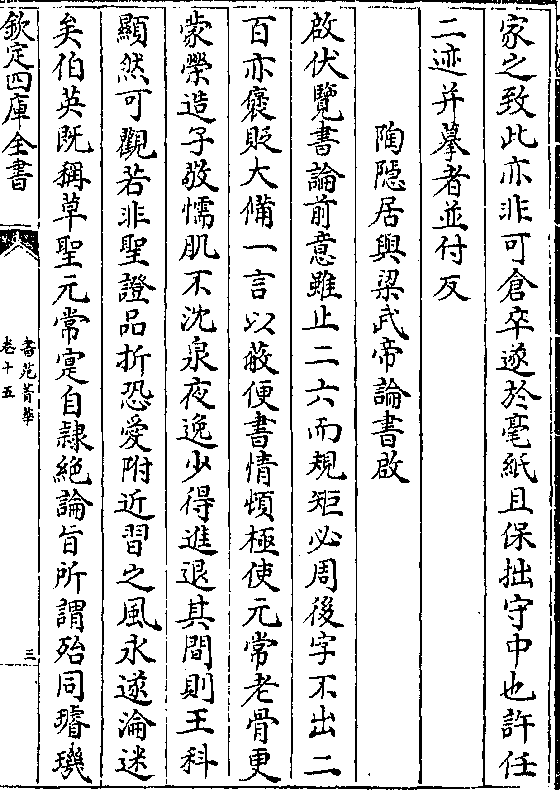 家之致此亦非可倉卒遂於毫紙且保拙守中也許任
二迹并摹者並付反
陶隠居與梁武帝論書啟
啟伏覽書論前意雖止二六而規矩必周後字不出二
百亦褒貶大備一言以蔽便書情頓極使元常老骨更
蒙榮造子敬懦肌不沈泉夜逸少得進退其間則王科
顯然可觀若非聖證品折恐愛附近習之風永遂淪迷
矣伯英既稱草聖元常寔自隷絶論旨所謂殆同璿璣
欽定四庫全書
書苑菁華
卷十五
三